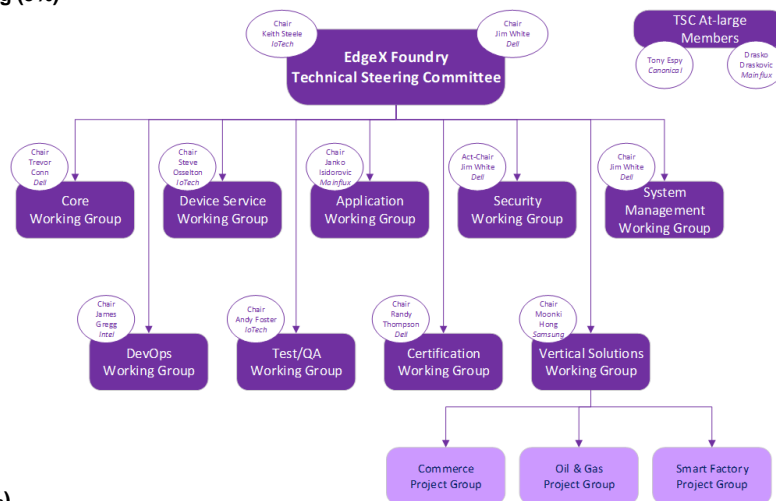 g (5%)
Chair
Keith Steele
IoTech
EdgeX Foundry
Technical Steering Committee
Chair
Jim White
Dell
TSC At-large
Members
Tony Espy
Canonical
Drasko
Draskovic
Mainflux
Chair
Trevor
Conn
Dell
Core
Working Group
Chair
Steve
Osselton
IoTech
Device Service
Working Group
Chair
Janko
Isidorovic
Mainflux
Application
Working Group
Act-Chair
Jim White
Dell
Security
Working Group
Chair
Jim White
Dell
System
Management
Working Group
Chair
James
Gregg
Intel
DevOps
Working Group
Chair
Andy Foster
IoTech
Test/QA
Working Group
Chair
Randy
Thompson
Dell
Certification
Working Group
Chair
Moonki
Hong
Samsung
Vertical Solutions
Working Group
Commerce
Project Group
Oil & Gas
Project Group
Smart Factory
Project Group